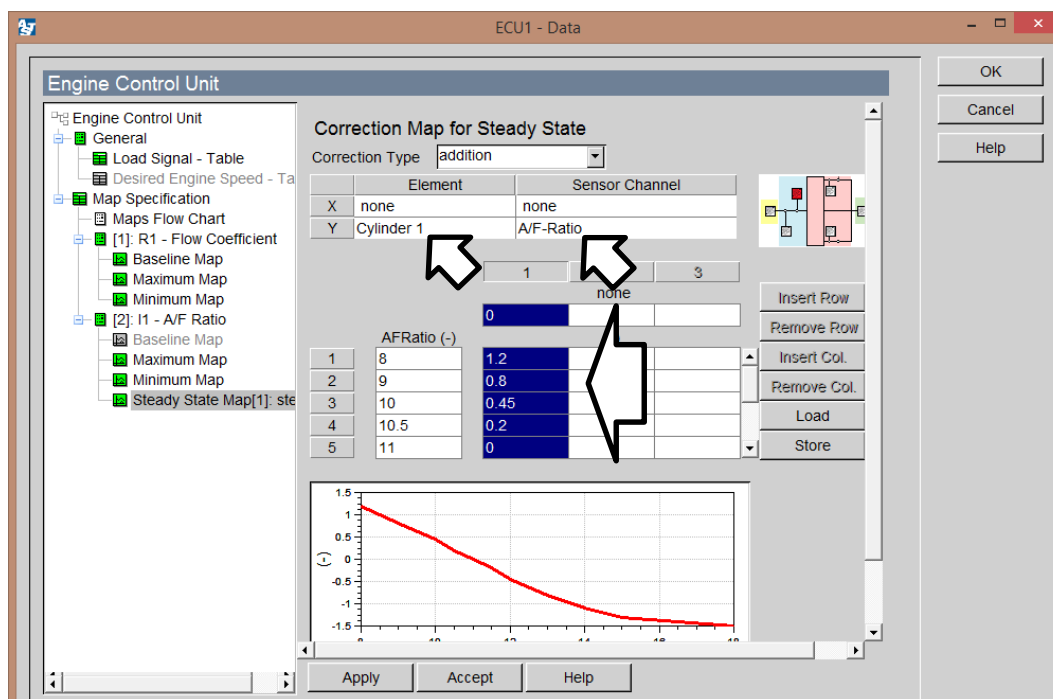 ECU1 - Data
OK
Cancel
Help
Engine Control Unit
Engine Control Unit
General
Load Signal - Table
Desired Engine Speed - Ta
Map Specification
Maps Flow Chart
[1]: R1 - Flow Coefficient
Baseline Map
Maximum Map
Minimum Map
[2]: I1 - A/F Ratio
Baseline Map
Maximum Map
Minimum Map
Steady State Map[1]: ste
Correction Map for Steady State
Correction Type addition
Element Sensor Channel
X none none
Y Cylinder 1 A/F-Ratio
1 3
none
0
AFRatio (-)
1 8 1.2
2 9 0.8
3 10 0.45
4 10.5 0.2
5 11 0
Insert Row
Remove Row
Insert Col.
Remove Col.
Load
Store
1.5
1
0.5
0
-0.5
-1
-1.5
(-)
8 10 12 14 16 18
Apply Accept Help